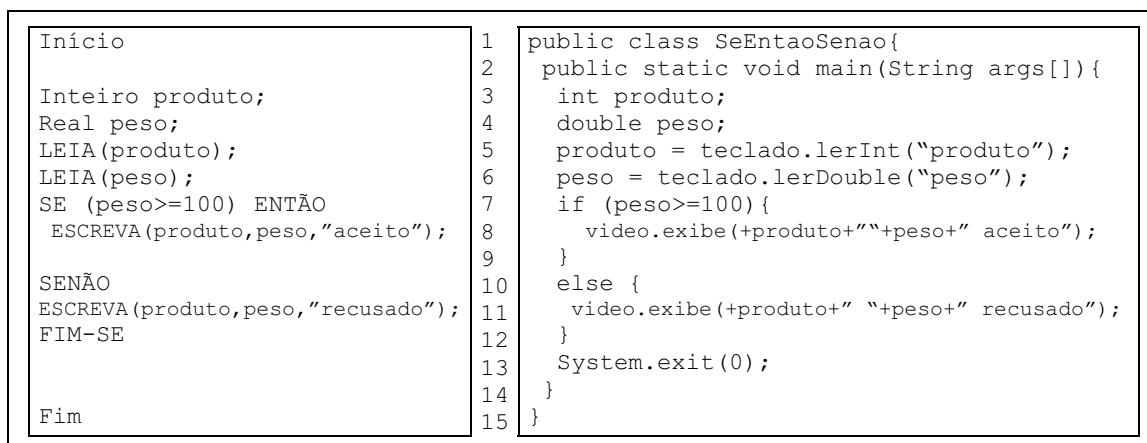 Início
Inteiro produto;
Real peso;
LEIA(produto);
LEIA(peso);
SE (peso>=100) ENTÃO
ESCREVA(produto,peso,”aceito”);
SENÃO
ESCREVA(produto,peso,”recusado”);
FIM-SE
Fim
1
2
3
4
5
6
7
8
9
10
11
12
13
14
15
public class SeEntaoSenao{
public static void main(String args[]){
int produto;
double peso;
produto = teclado.lerInt(“produto”);
peso = teclado.lerDouble(“peso”);
if (peso>=100){
video.exibe(+produto+”“+peso+” aceito”);
}
else {
video.exibe(+produto+” “+peso+” recusado”);
}
System.exit(0);
}
}